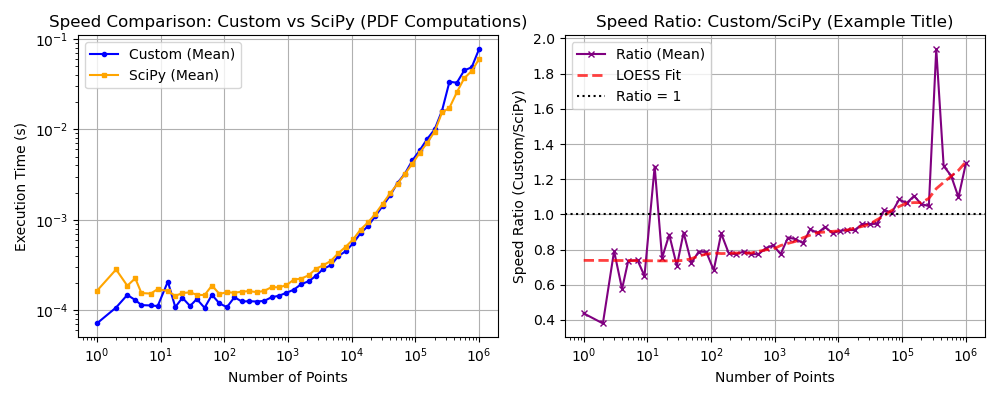 Speed Comparison: Custom vs SciPy (PDF Computations)
Custom (Mean)
SciPy (Mean)
Execution Time (s)
10⁻¹
10⁻²
10⁻³
10⁻⁴
10⁰ 10¹ 10² 10³ 10⁴ 10⁵ 10⁶
Number of Points
Speed Ratio: Custom/SciPy (Example Title)
Ratio (Mean)
LOESS Fit
Ratio = 1
Speed Ratio (Custom/SciPy)
2.0
1.8
1.6
1.4
1.2
1.0
0.8
0.6
0.4
10⁰ 10¹ 10² 10³ 10⁴ 10⁵ 10⁶
Number of Points